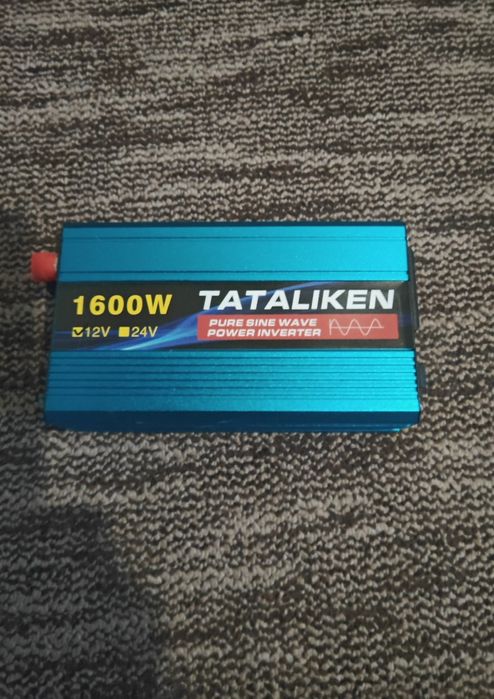 1600W
12V 24V
TATALIKEN
PURE SINE WAVE
POWER INVERTER